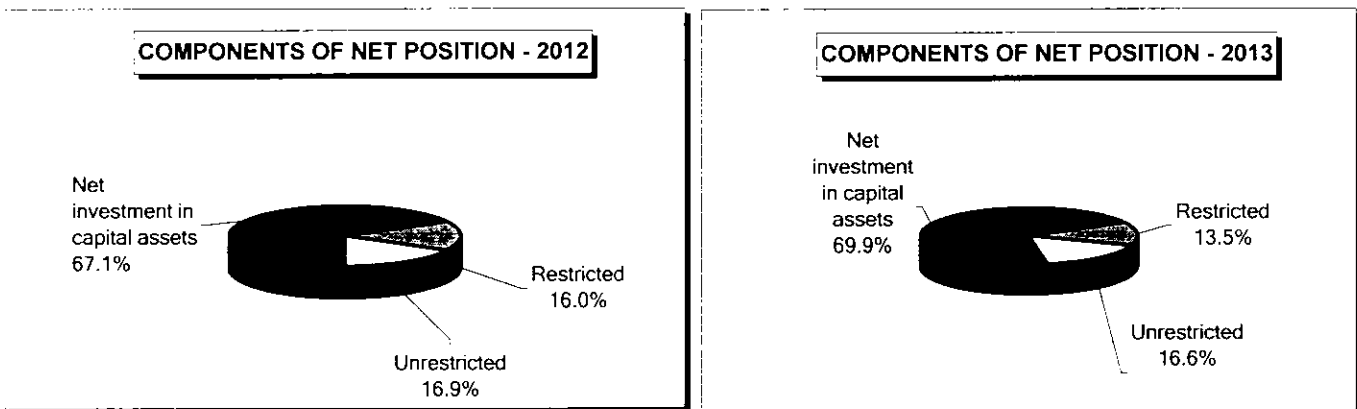 COMPONENTS OF NET POSITION - 2012
Net
investment in
capital assets
67.1%
Restricted
16.0%
Unrestricted
16.9%
COMPONENTS OF NET POSITION - 2013
Net
investment
in capital
assets
69.9%
Restricted
13.5%
Unrestricted
16.6%